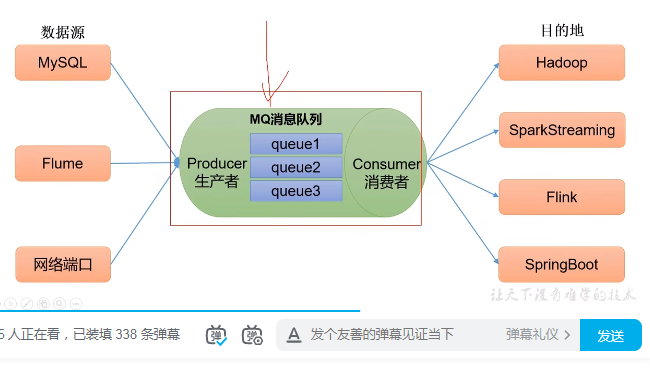 数据源
目的地
MySQL
Flume
网络端口
MQ消息队列
Producer
生产者
queue1
queue2
queue3
Consumer
消费者
Hadoop
SparkStreaming
Flink
SpringBoot
让天下没有难学的技术
人正在看，已装填 338 条弹幕
弹
弹
A
发个友善的弹幕见证当下
弹幕礼仪 >
发送